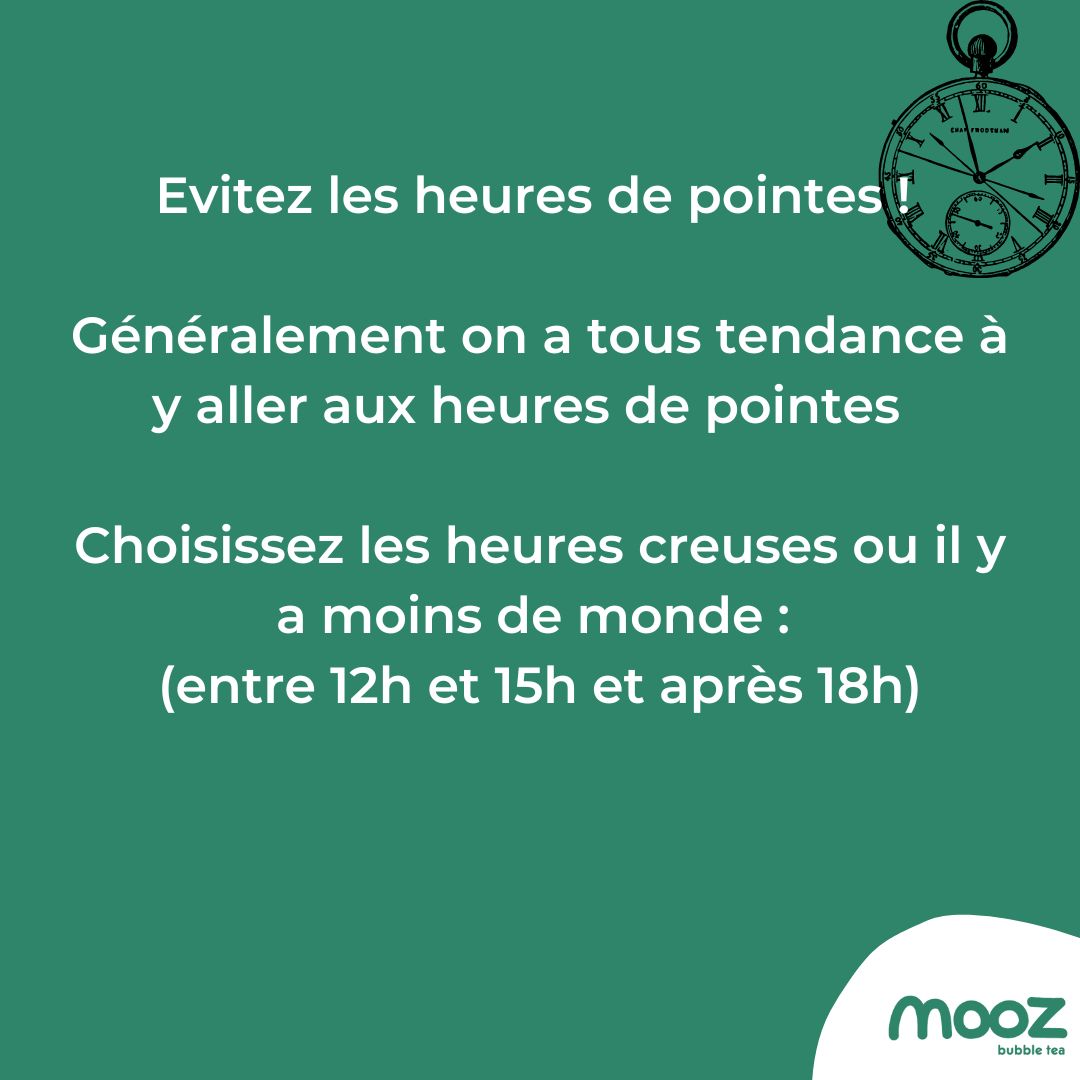 Evitez les heures de pointes !
Généralement on a tous tendance à
y aller aux heures de pointes
Choisissez les heures creuses ou il y
a moins de monde :
(entre 12h et 15h et après 18h)
mooz
bubble tea